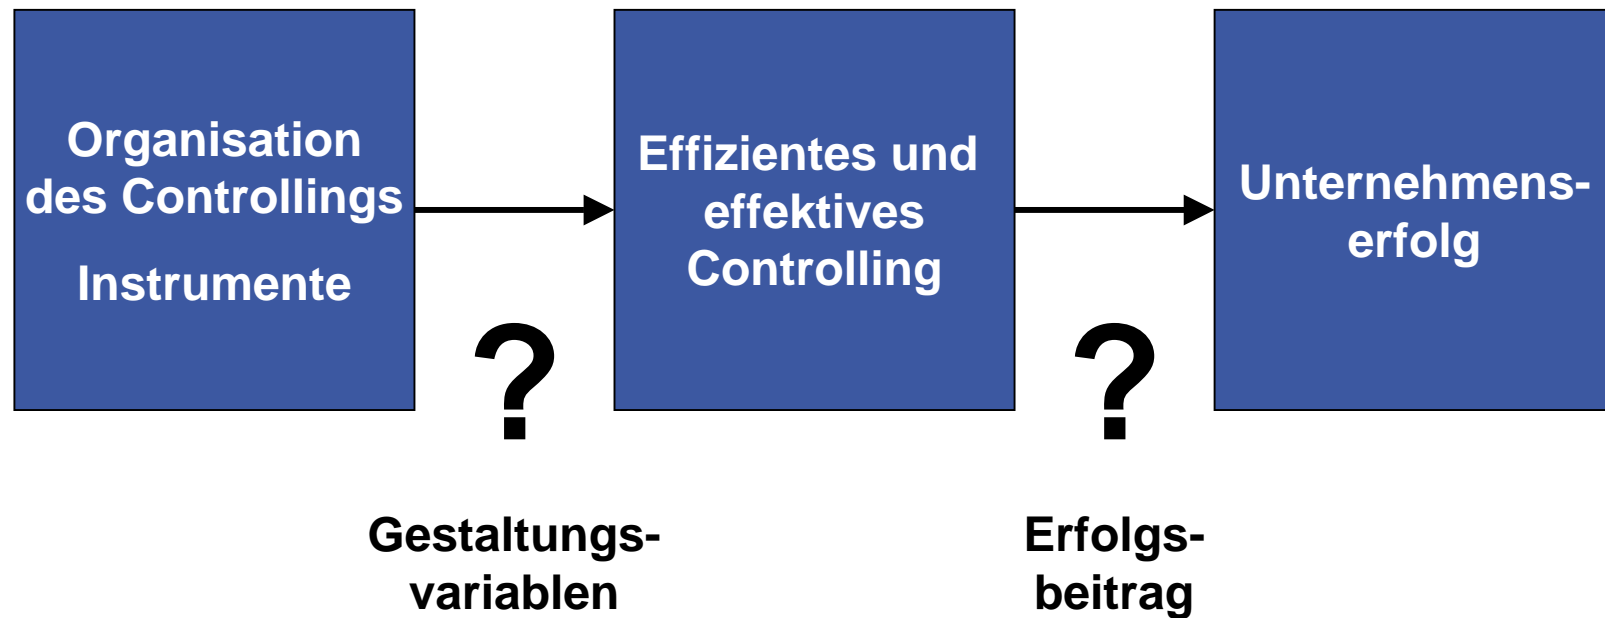 Organisation
des Controllings
Instrumente
Effizientes und
effektives
Controlling
Unternehmens-
erfolg
?
?
Gestaltungs-
variablen
Erfolgs-
beitrag